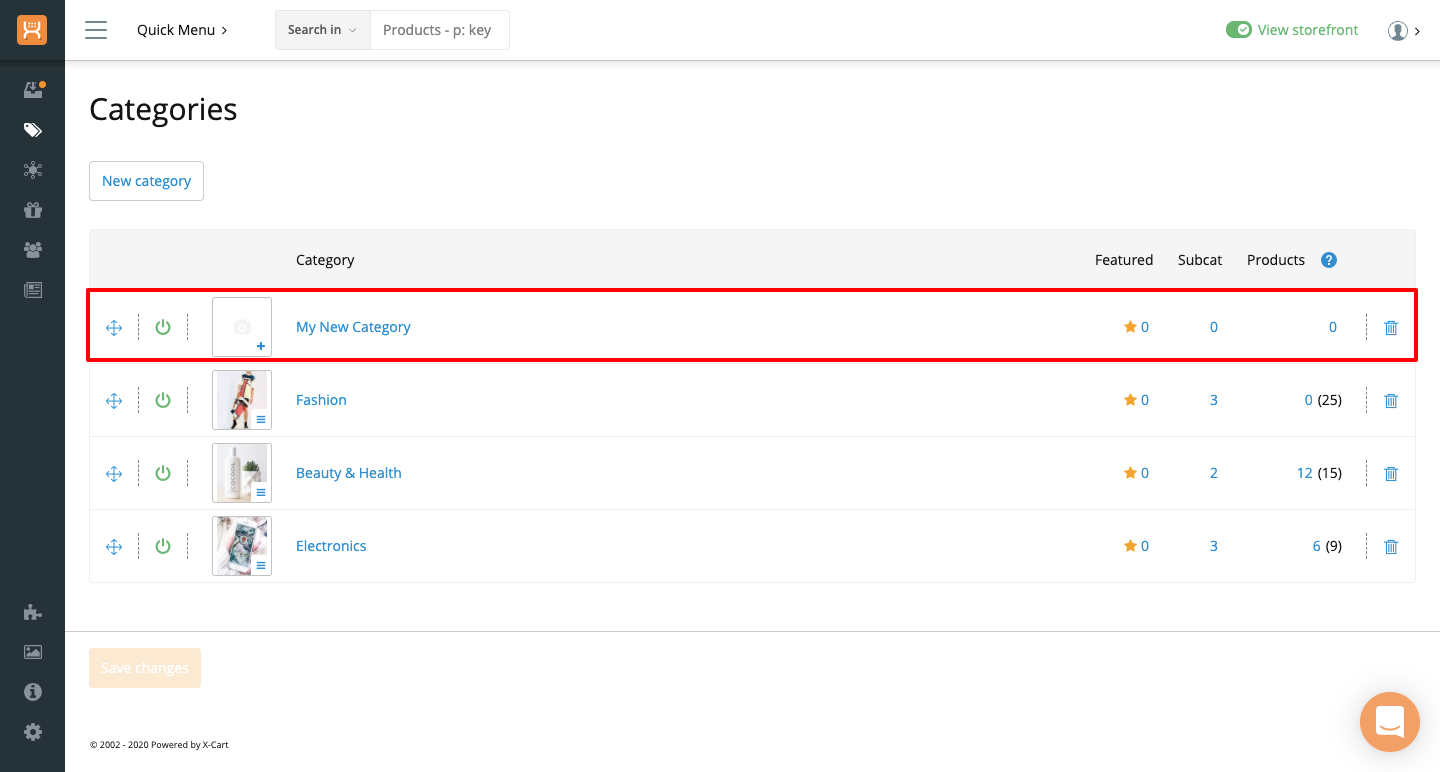 Quick Menu
Search in
Products - p: key
View storefront
Categories
New category
Category Featured Subcat Products ?
My New Category 0 0 0
Fashion 0 3 0 (25)
Beauty & Health 0 2 12 (15)
Electronics 0 3 6 (9)
Save changes
© 2002 - 2020 Powered by X-Cart